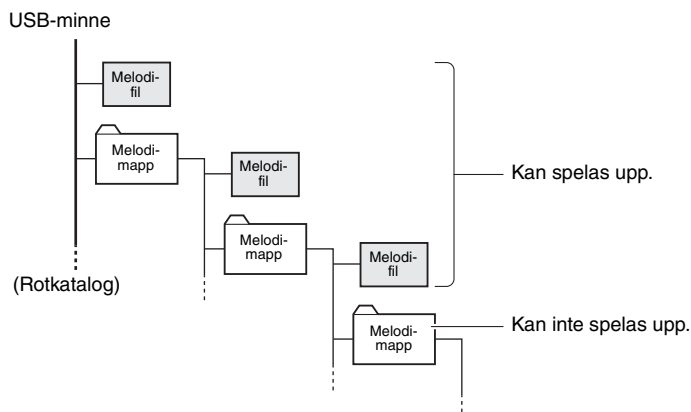 USB-minne
Melodi-
fil
Melodi-
mapp
Melodi-
fil
Kan spelas upp.
Melodi-
mapp
Melodi-
fil
(Rotkatalog)
Melodi-
mapp
Kan inte spelas upp.